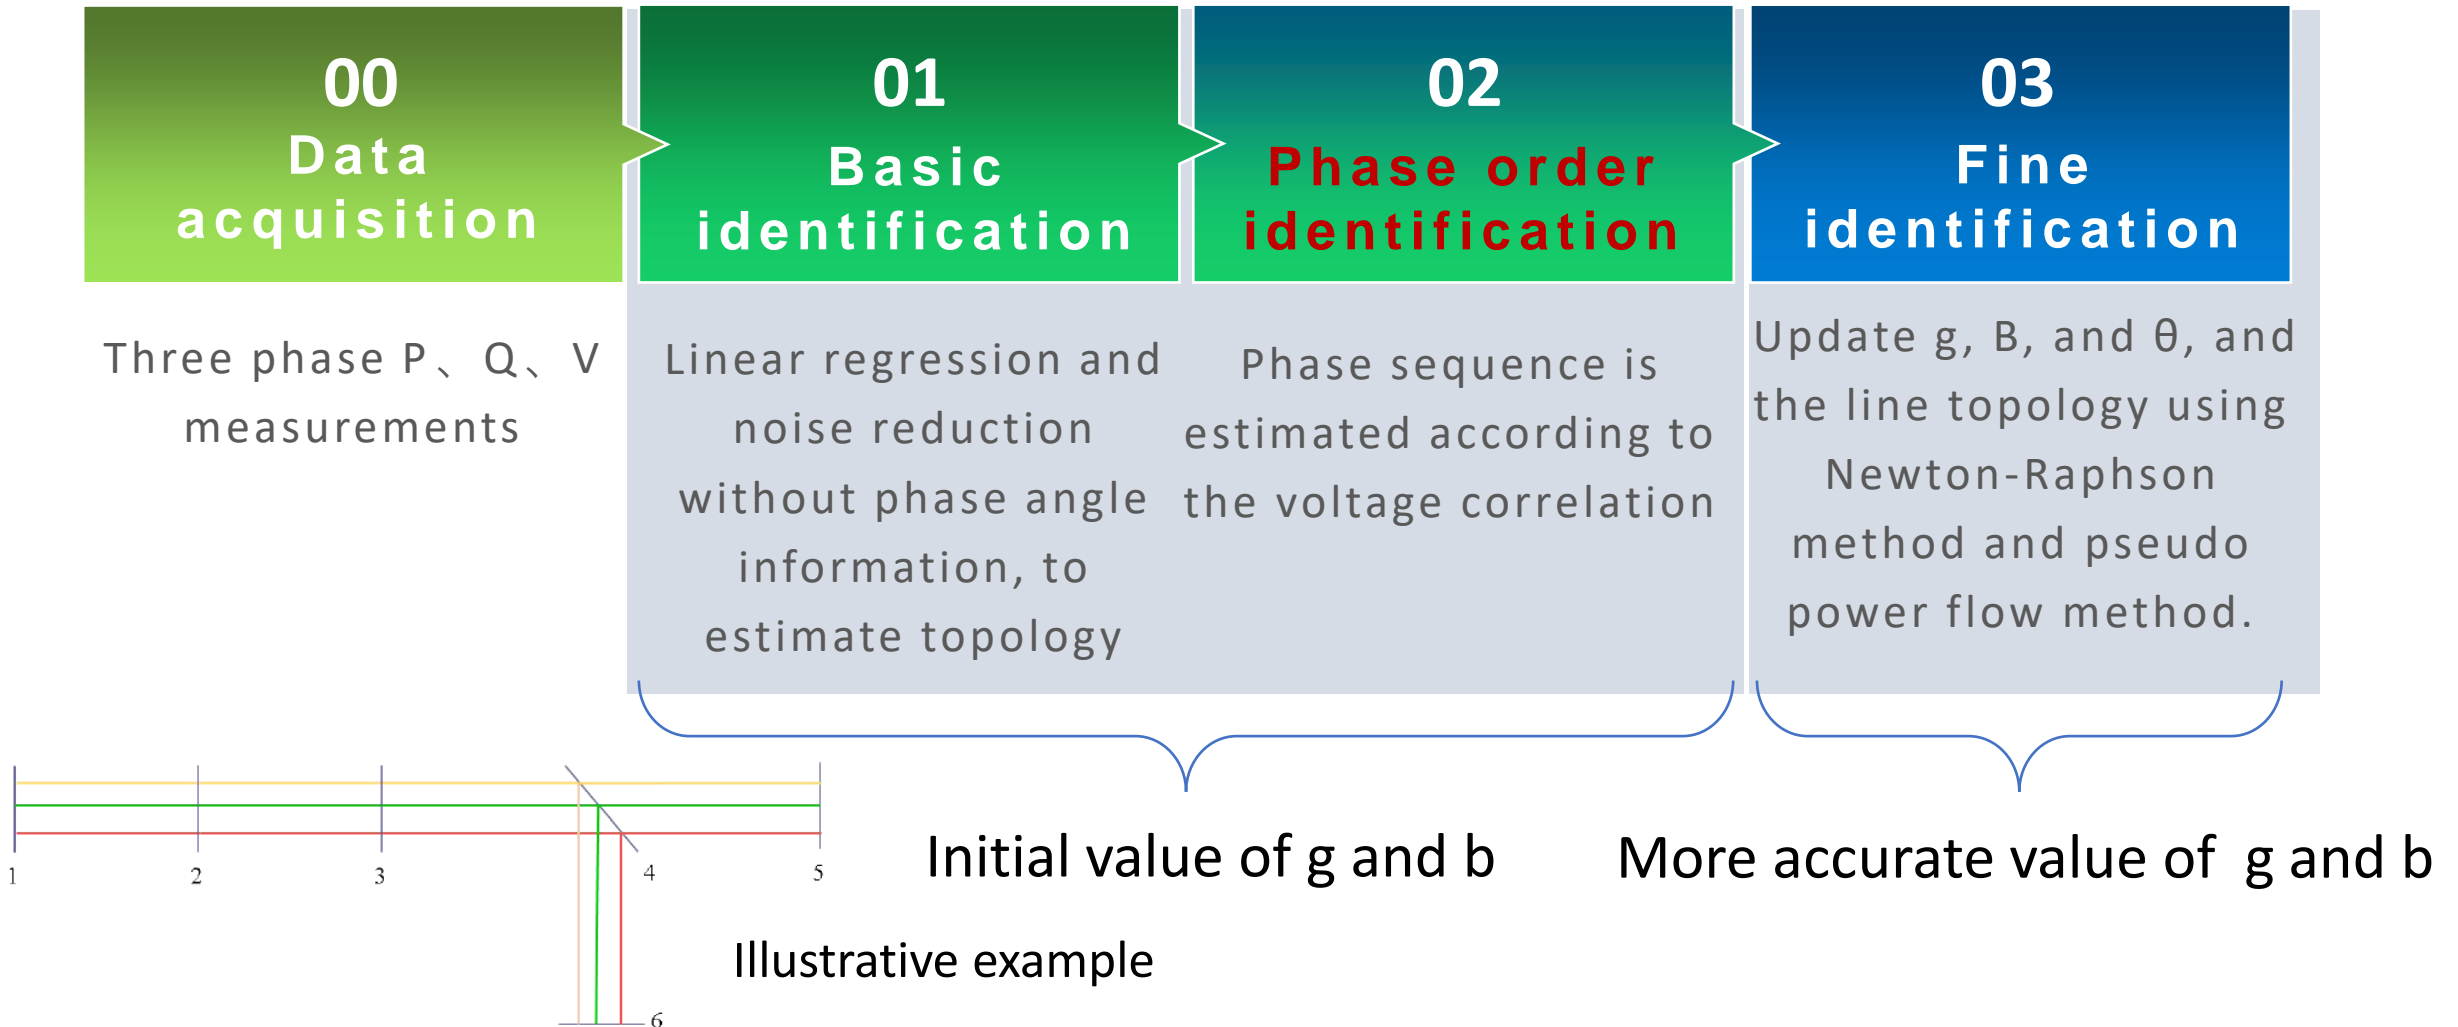 00
Data
acquisition
Three phase P、Q、V
measurements
01
Basic
identification
Linear regression and
noise reduction
without phase angle
information, to
estimate topology
02
Phase order
identification
Phase sequence is
estimated according to
the voltage correlation
03
Fine
identification
Update g, B, and θ, and
the line topology using
Newton-Raphson
method and pseudo
power flow method.
Initial value of g and b
More accurate value of g and b
1
2
3
4
5
6
Illustrative example